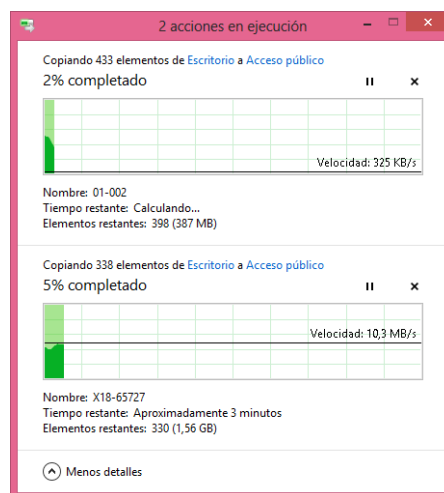 2 acciones en ejecución
Copiando 433 elementos de Escritorio a Acceso público
2% completado
Velocidad: 325 KB/s
Nombre: 01-002
Tiempo restante: Calculando...
Elementos restantes: 398 (387 MB)
Copiando 338 elementos de Escritorio a Acceso público
5% completado
Velocidad: 10,3 MB/s
Nombre: X18-65727
Tiempo restante: Aproximadamente 3 minutos
Elementos restantes: 330 (1,56 GB)
Menos detalles